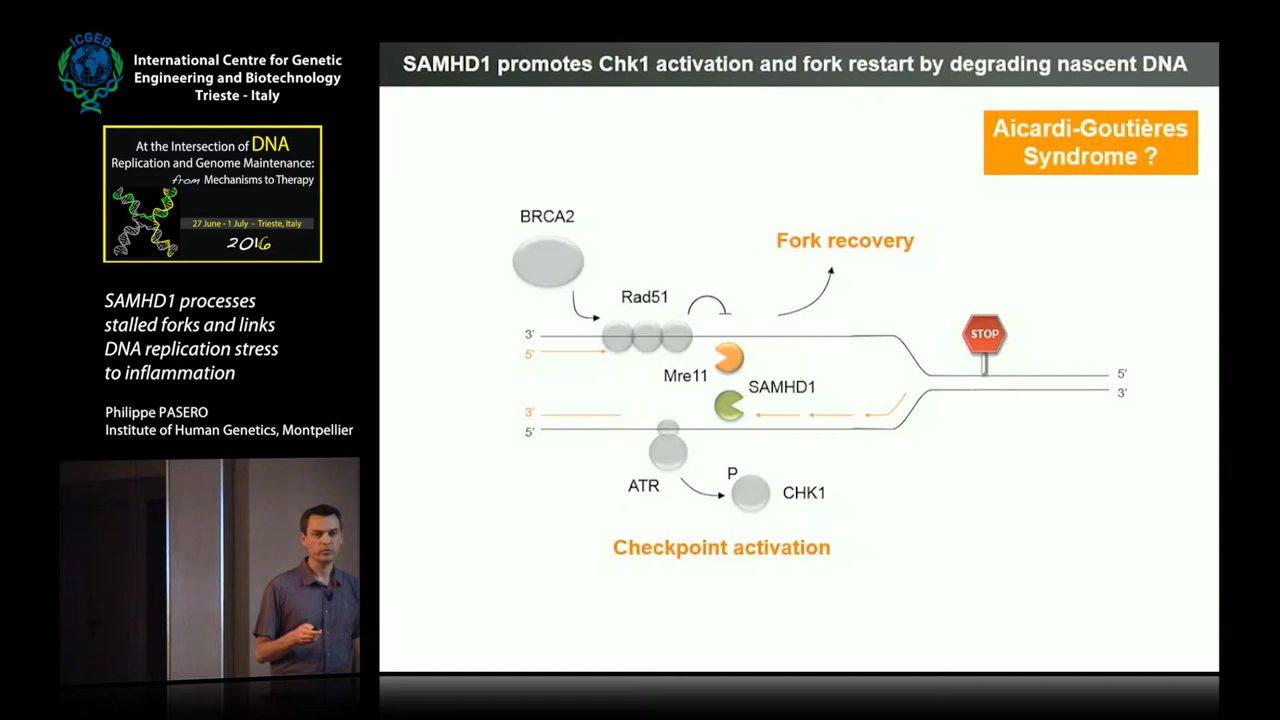 ICGEB
International Centre for Genetic
Engineering and Biotechnology
Trieste - Italy
At the Intersection of DNA
Replication and Genome Maintenance:
from Mechanisms to Therapy
27 June - 1 July - Trieste, Italy
2016
SAMHD1 processes
stalled forks and links
DNA replication stress
to inflammation
Philippe PASERO
Institute of Human Genetics, Montpellier
SAMHD1 promotes Chk1 activation and fork restart by degrading nascent DNA
Aicardi-Goutières
Syndrome ?
BRCA2
Fork recovery
Rad51
3'
5'
STOP
Mre11
SAMHD1
5'
3'
3'
5'
ATR
P
CHK1
Checkpoint activation